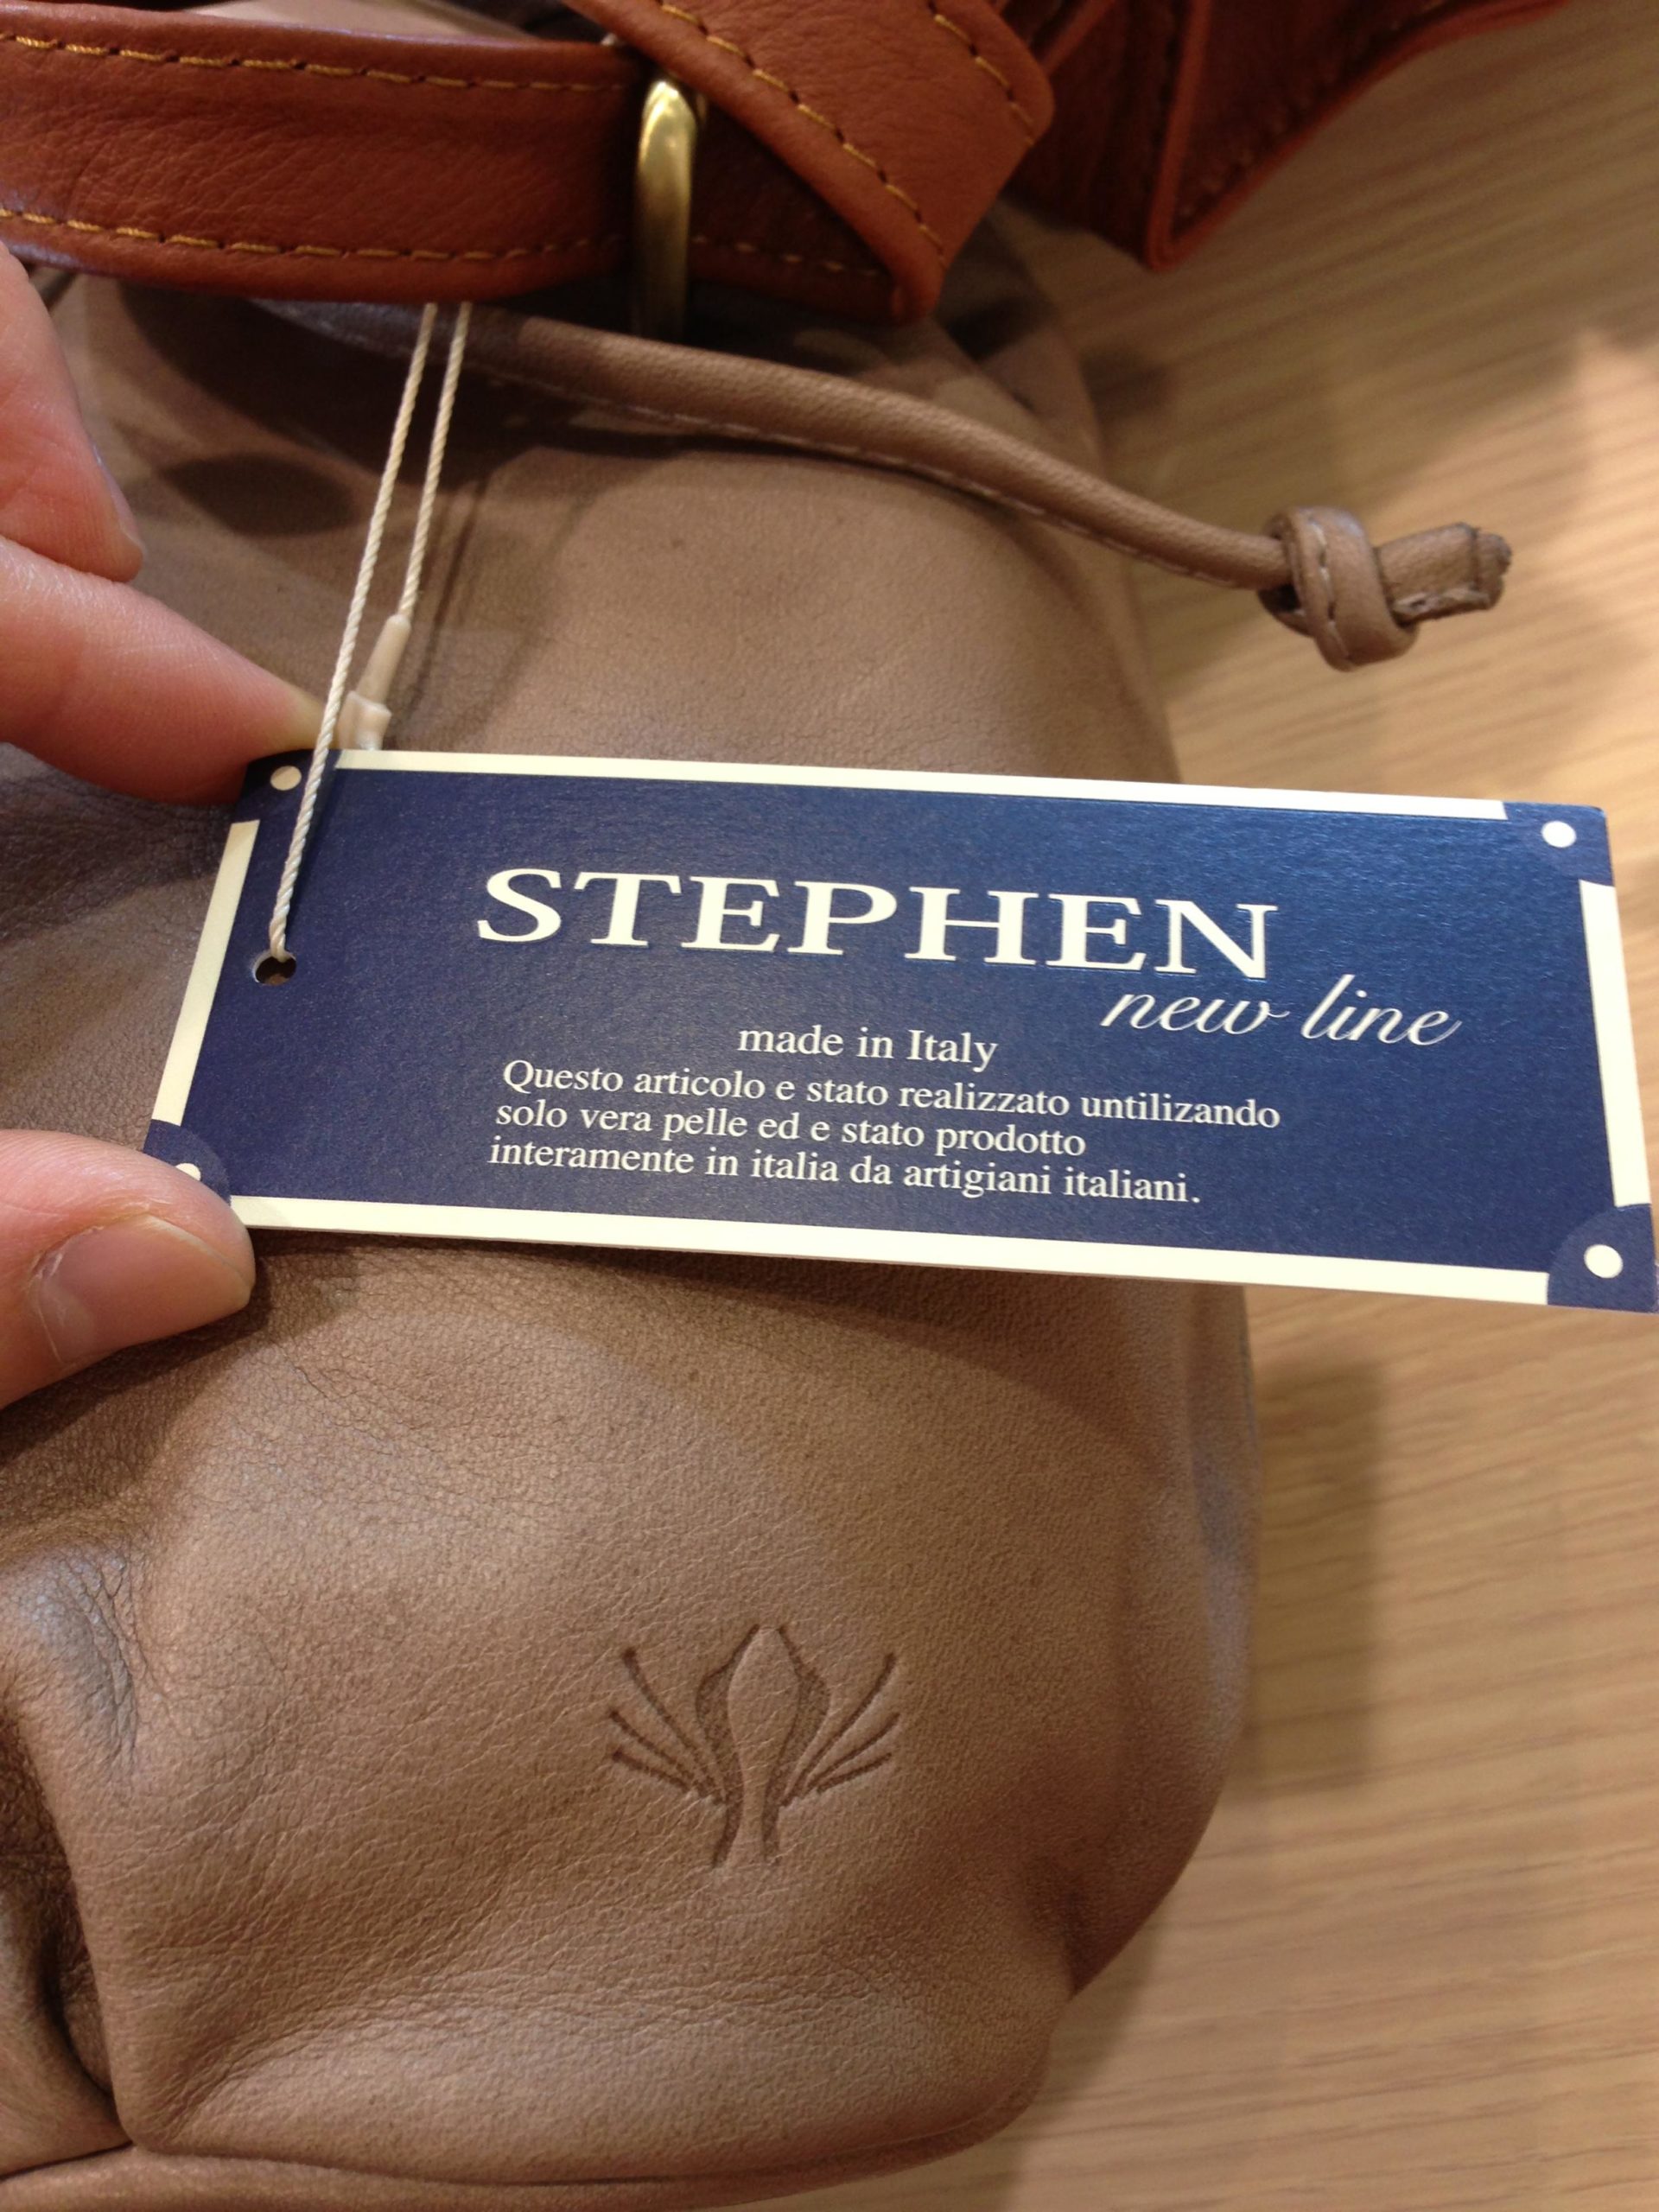 STEPHEN
new line
made in Italy
Questo articolo e stato realizzato untilizando
solo vera pelle ed e stato prodotto
interamente in italia da artigiani italiani.